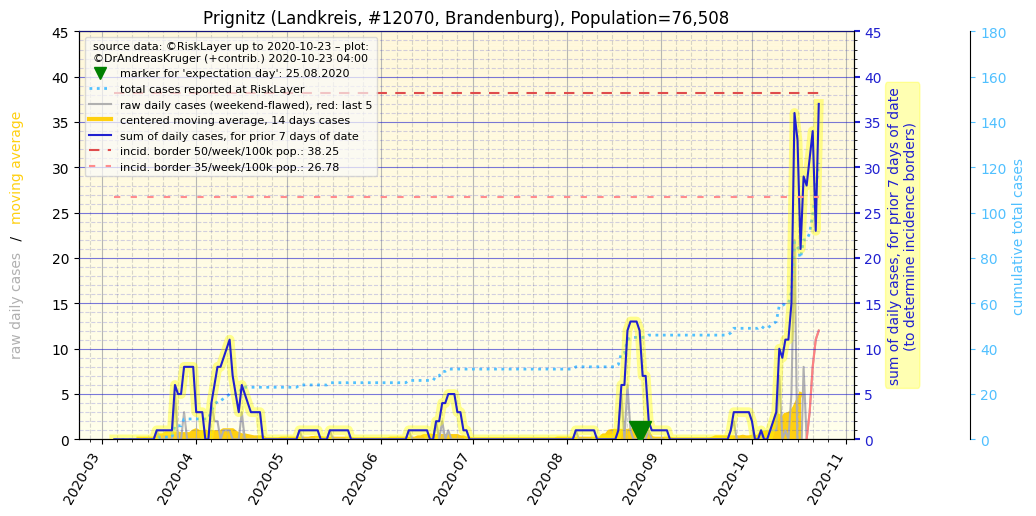 Prignitz (Landkreis, #12070, Brandenburg), Population=76,508
source data: ©RiskLayer up to 2020-10-23 – plot:
©DrAndreasKruger (+contrib.) 2020-10-23 04:00
marker for 'expectation day': 25.08.2020
total cases reported at RiskLayer
raw daily cases (weekend-flawed), red: last 5
centered moving average, 14 days cases
sum of daily cases, for prior 7 days of date
incid. border 50/week/100k pop.: 38.25
incid. border 35/week/100k pop.: 26.78
raw daily cases / moving average
45
40
35
30
25
20
15
10
5
0
2020-03
2020-04
2020-05
2020-06
2020-07
2020-08
2020-09
2020-10
2020-11
45
40
35
30
25
20
15
10
5
0
sum of daily cases, for prior 7 days of date
(to determine incidence borders)
180
160
140
120
100
80
60
40
20
0
cumulative total cases